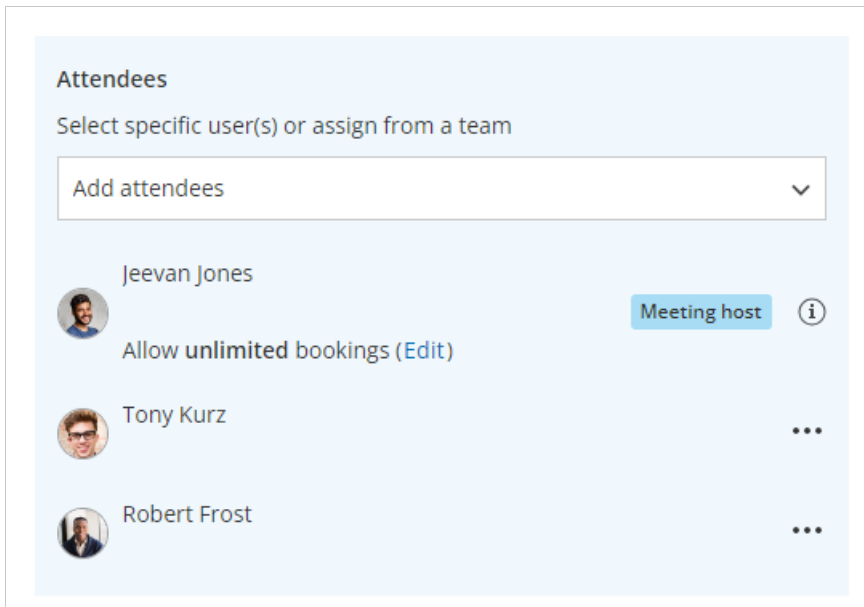 Attendees
Select specific user(s) or assign from a team
Add attendees
Jeevan Jones
Meeting host
Allow unlimited bookings (Edit)
Tony Kurz
Robert Frost